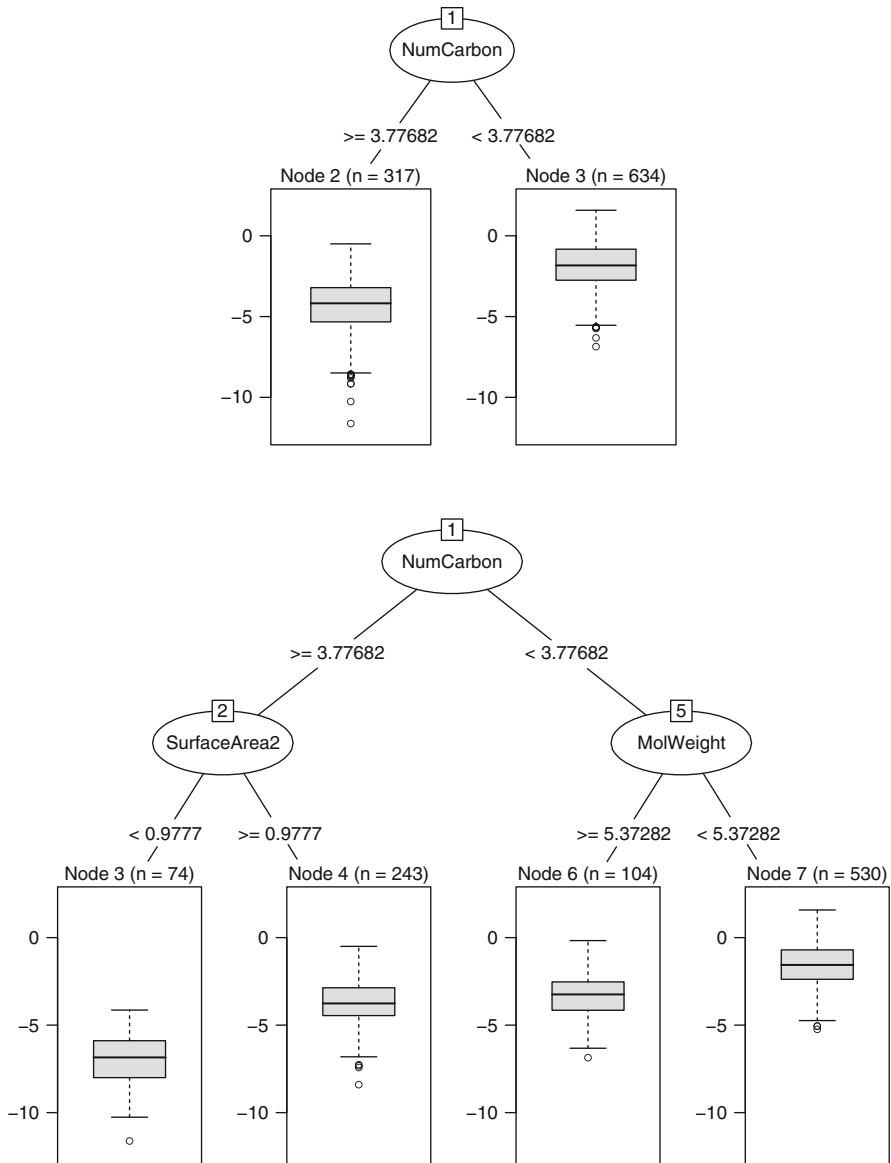 1
NumCarbon
>= 3.77682 < 3.77682
Node 2 (n = 317) Node 3 (n = 634)
0 0
−5 −5
−10 −10
1
NumCarbon
>= 3.77682 < 3.77682
2 5
SurfaceArea2 MolWeight
< 0.9777 >= 0.9777 >= 5.37282 < 5.37282
Node 3 (n = 74) Node 4 (n = 243) Node 6 (n = 104) Node 7 (n = 530)
0 0 0 0
−5 −5 −5 −5
−10 −10 −10 −10